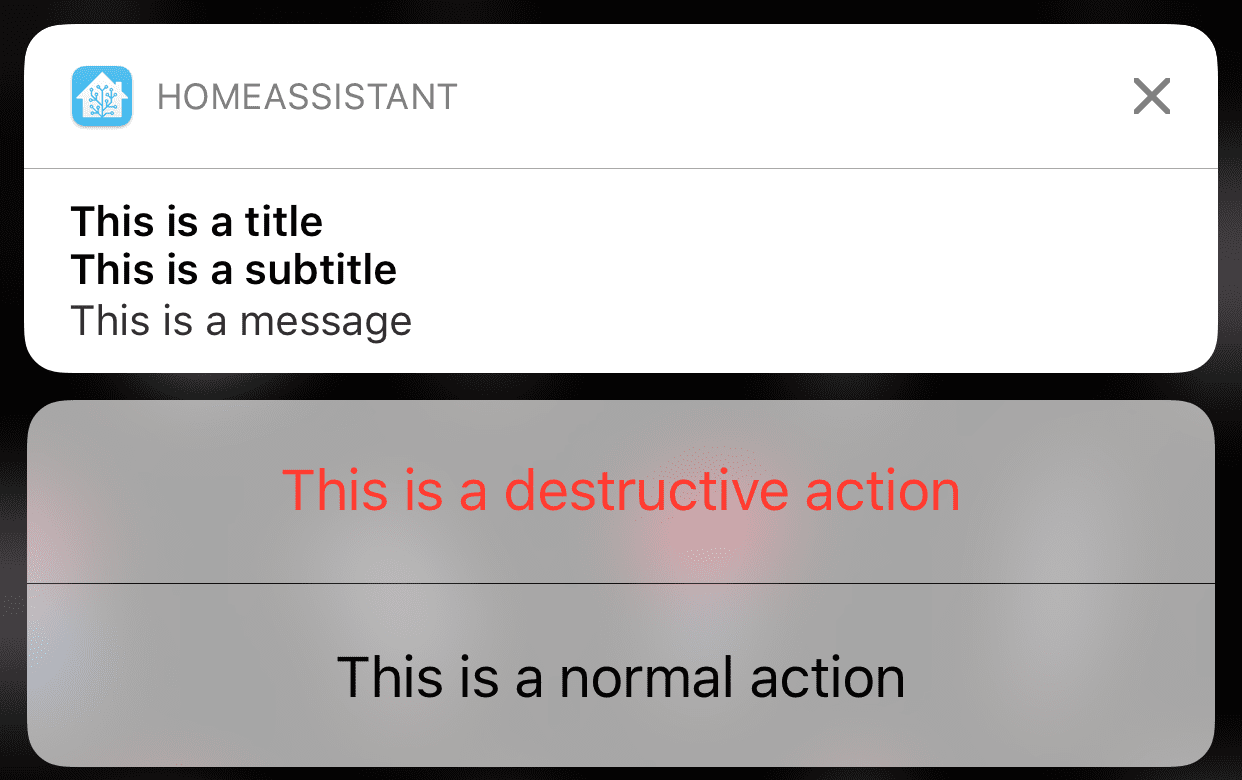 HOMEASSISTANT
This is a title
This is a subtitle
This is a message
This is a destructive action
This is a normal action